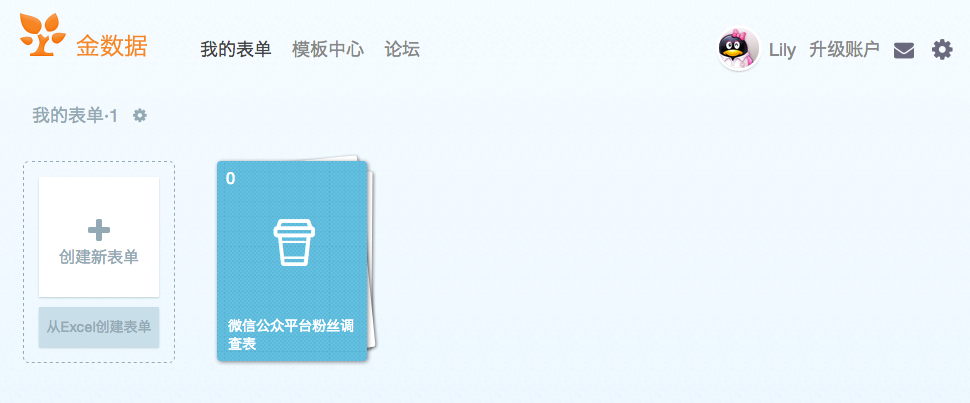 金数据
我的表单 模板中心 论坛
Lily 升级账户
我的表单·1
0
创建新表单
从Excel创建表单
微信公众平台粉丝调
查表